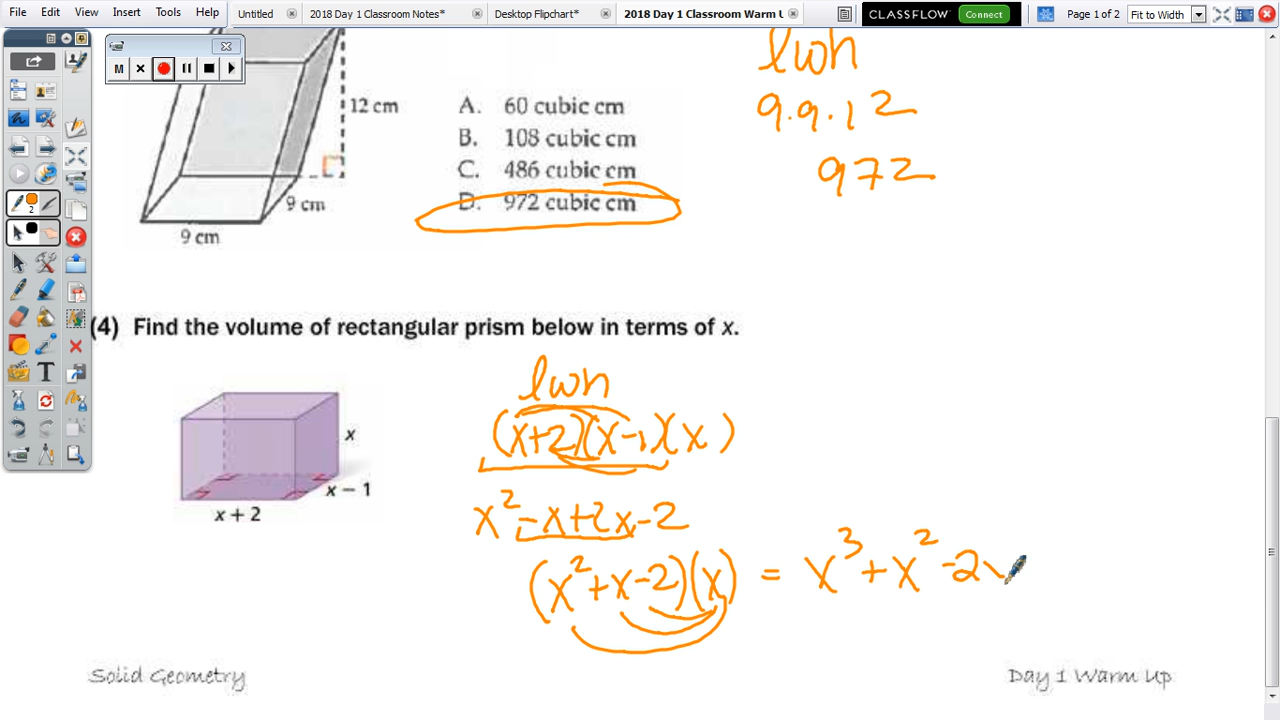 File Edit View Insert Tools Help Untitled 2018 Day 1 Classroom Notes* Desktop Flipchart* 2018 Day 1 Classroom Warm U CLASSFLOW Connect Page 1 of 2 Fit to Width
M
2
T
12 cm
9 cm
9 cm
A. 60 cubic cm
B. 108 cubic cm
C. 486 cubic cm
D. 972 cubic cm
lwh
9.9.12
972
(4) Find the volume of rectangular prism below in terms of x.
x
x − 1
x + 2
lwh
(x+2)(x-1)(x)
x² -x+2x-2
(x²+x-2)(x) = x³+x²-2x
Solid Geometry
Day 1 Warm Up